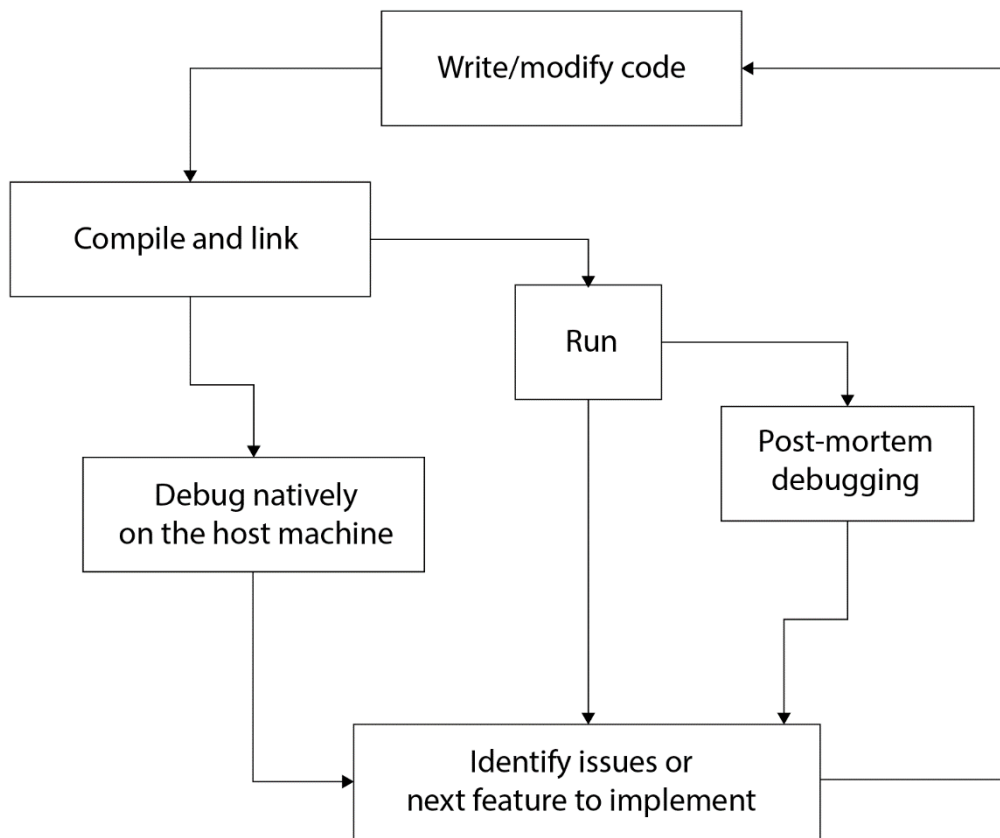 Write/modify code
Compile and link
Run
Post-mortem
debugging
Debug natively
on the host machine
Identify issues or
next feature to implement